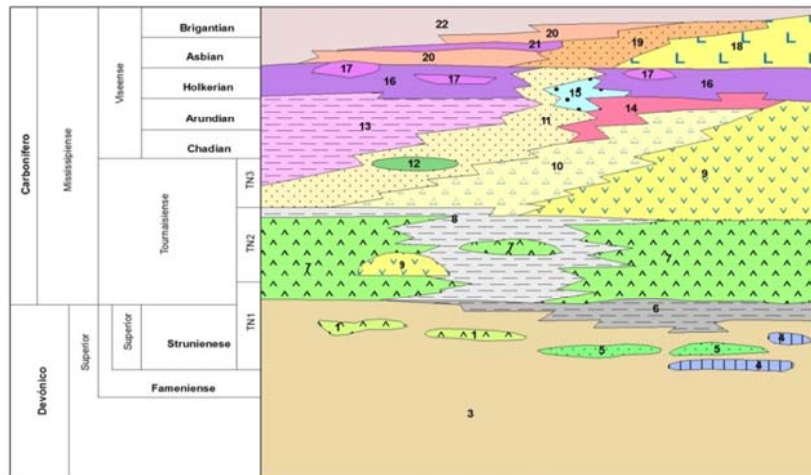 Carbonífero
Mississipiense
Viseense
Brigantian
Asbian
Holkerian
Arundian
Chadian
Tournaisiense
TN3
TN2
TN1
Devónico
Superior
Superior
Strunienese
Fameniense
22
20
21
20
19
18
L L L L L L L
17
16
17
15
17
16
13
11
14
12
10
9
8
7
7
9
7
6
1
1
5
5
4
4
3